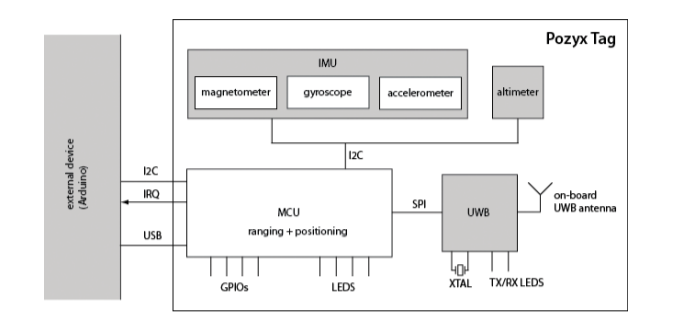 Pozyx Tag
IMU
magnetometer
gyroscope
accelerometer
altimeter
external device
(Arduino)
I2C
I2C
IRQ
USB
MCU
ranging + positioning
SPI
UWB
on-board
UWB antenna
GPIOs
LEDS
XTAL
TX/RX LEDS